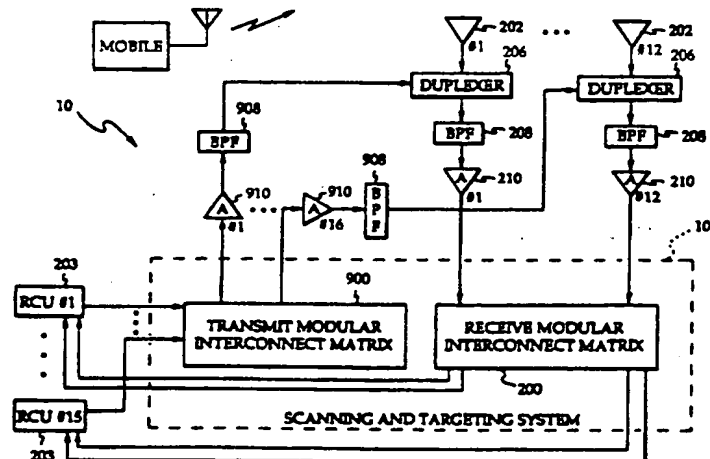 MOBILE
202
#1
202
#12
206
206
DUPLEXER
DUPLEXER
10
908
BPF
BPF
208
BPF
208
910
A
#1
910
A
#16
908
B
P
F
A
210
#1
A
210
#12
10
203
RCU #1
900
TRANSMIT MODULAR
INTERCONNECT MATRIX
RECEIVE MODULAR
INTERCONNECT MATRIX
200
RCU #15
203
SCANNING AND TARGETING SYSTEM